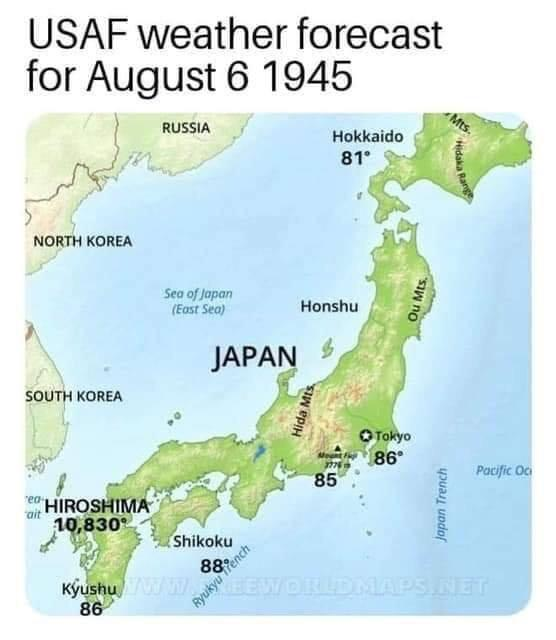 USAF weather forecast
for August 6 1945
RUSSIA
Mts.
Hokkaido
81°
Hidaka Range
NORTH KOREA
Sea of Japan
(East Sea)
Honshu
Ou Mts.
JAPAN
SOUTH KOREA
Hida Mts.
Tokyo
Mount Fuji
3776 m
86°
85
Pacific Oc
Japan Trench
ea
ait
HIROSHIMA
10,830°
Shikoku
88°
Ryukyu Trench
Kyushu
86
WWW.FREEWORLDMAPS.NET